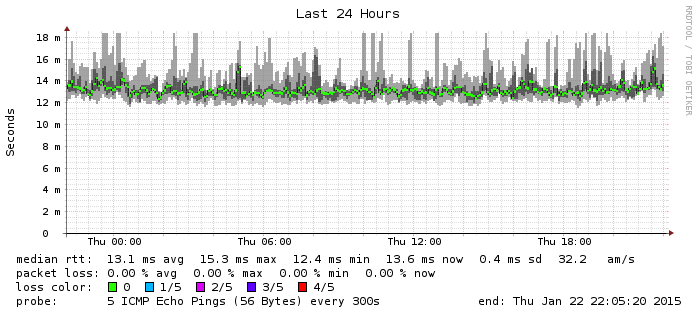 Last 24 Hours
RRDTOOL / TOBI OETIKER
Seconds
18 m
16 m
14 m
12 m
10 m
8 m
6 m
4 m
2 m
0
Thu 00:00 Thu 06:00 Thu 12:00 Thu 18:00
median rtt: 13.1 ms avg 15.3 ms max 12.4 ms min 13.6 ms now 0.4 ms sd 32.2 am/s
packet loss: 0.00 % avg 0.00 % max 0.00 % min 0.00 % now
loss color: 0 1/5 2/5 3/5 4/5
probe: 5 ICMP Echo Pings (56 Bytes) every 300s end: Thu Jan 22 22:05:20 2015